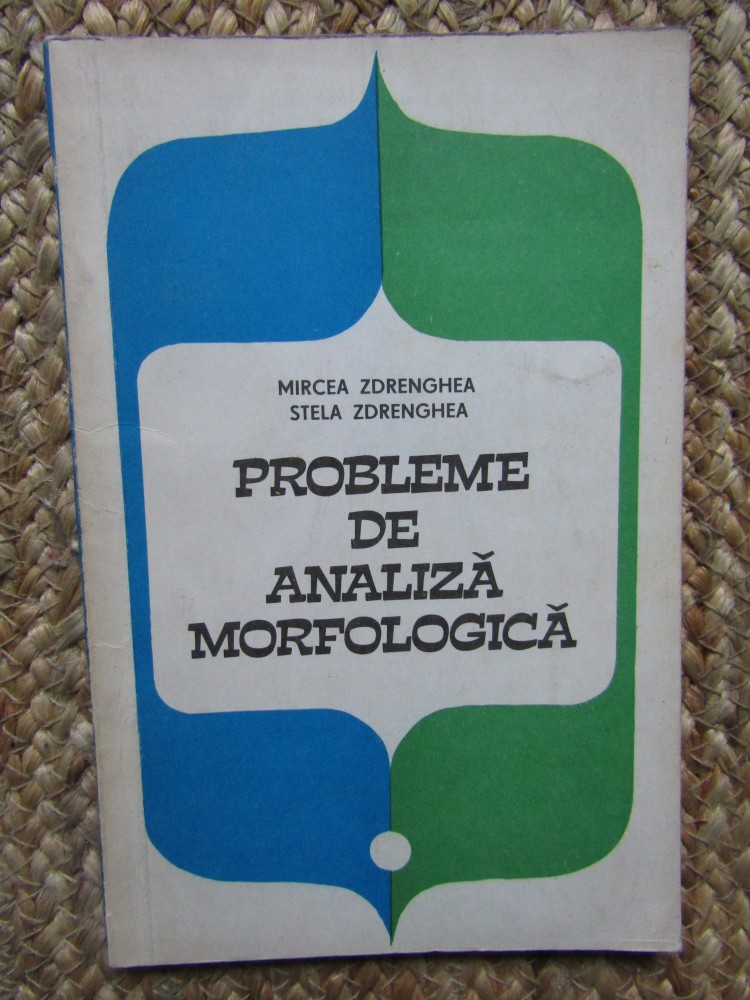 MIRCEA ZDRENGHEA
STELA ZDRENGHEA
PROBLEME
DE
ANALIZĂ
MORFOLOGICĂ